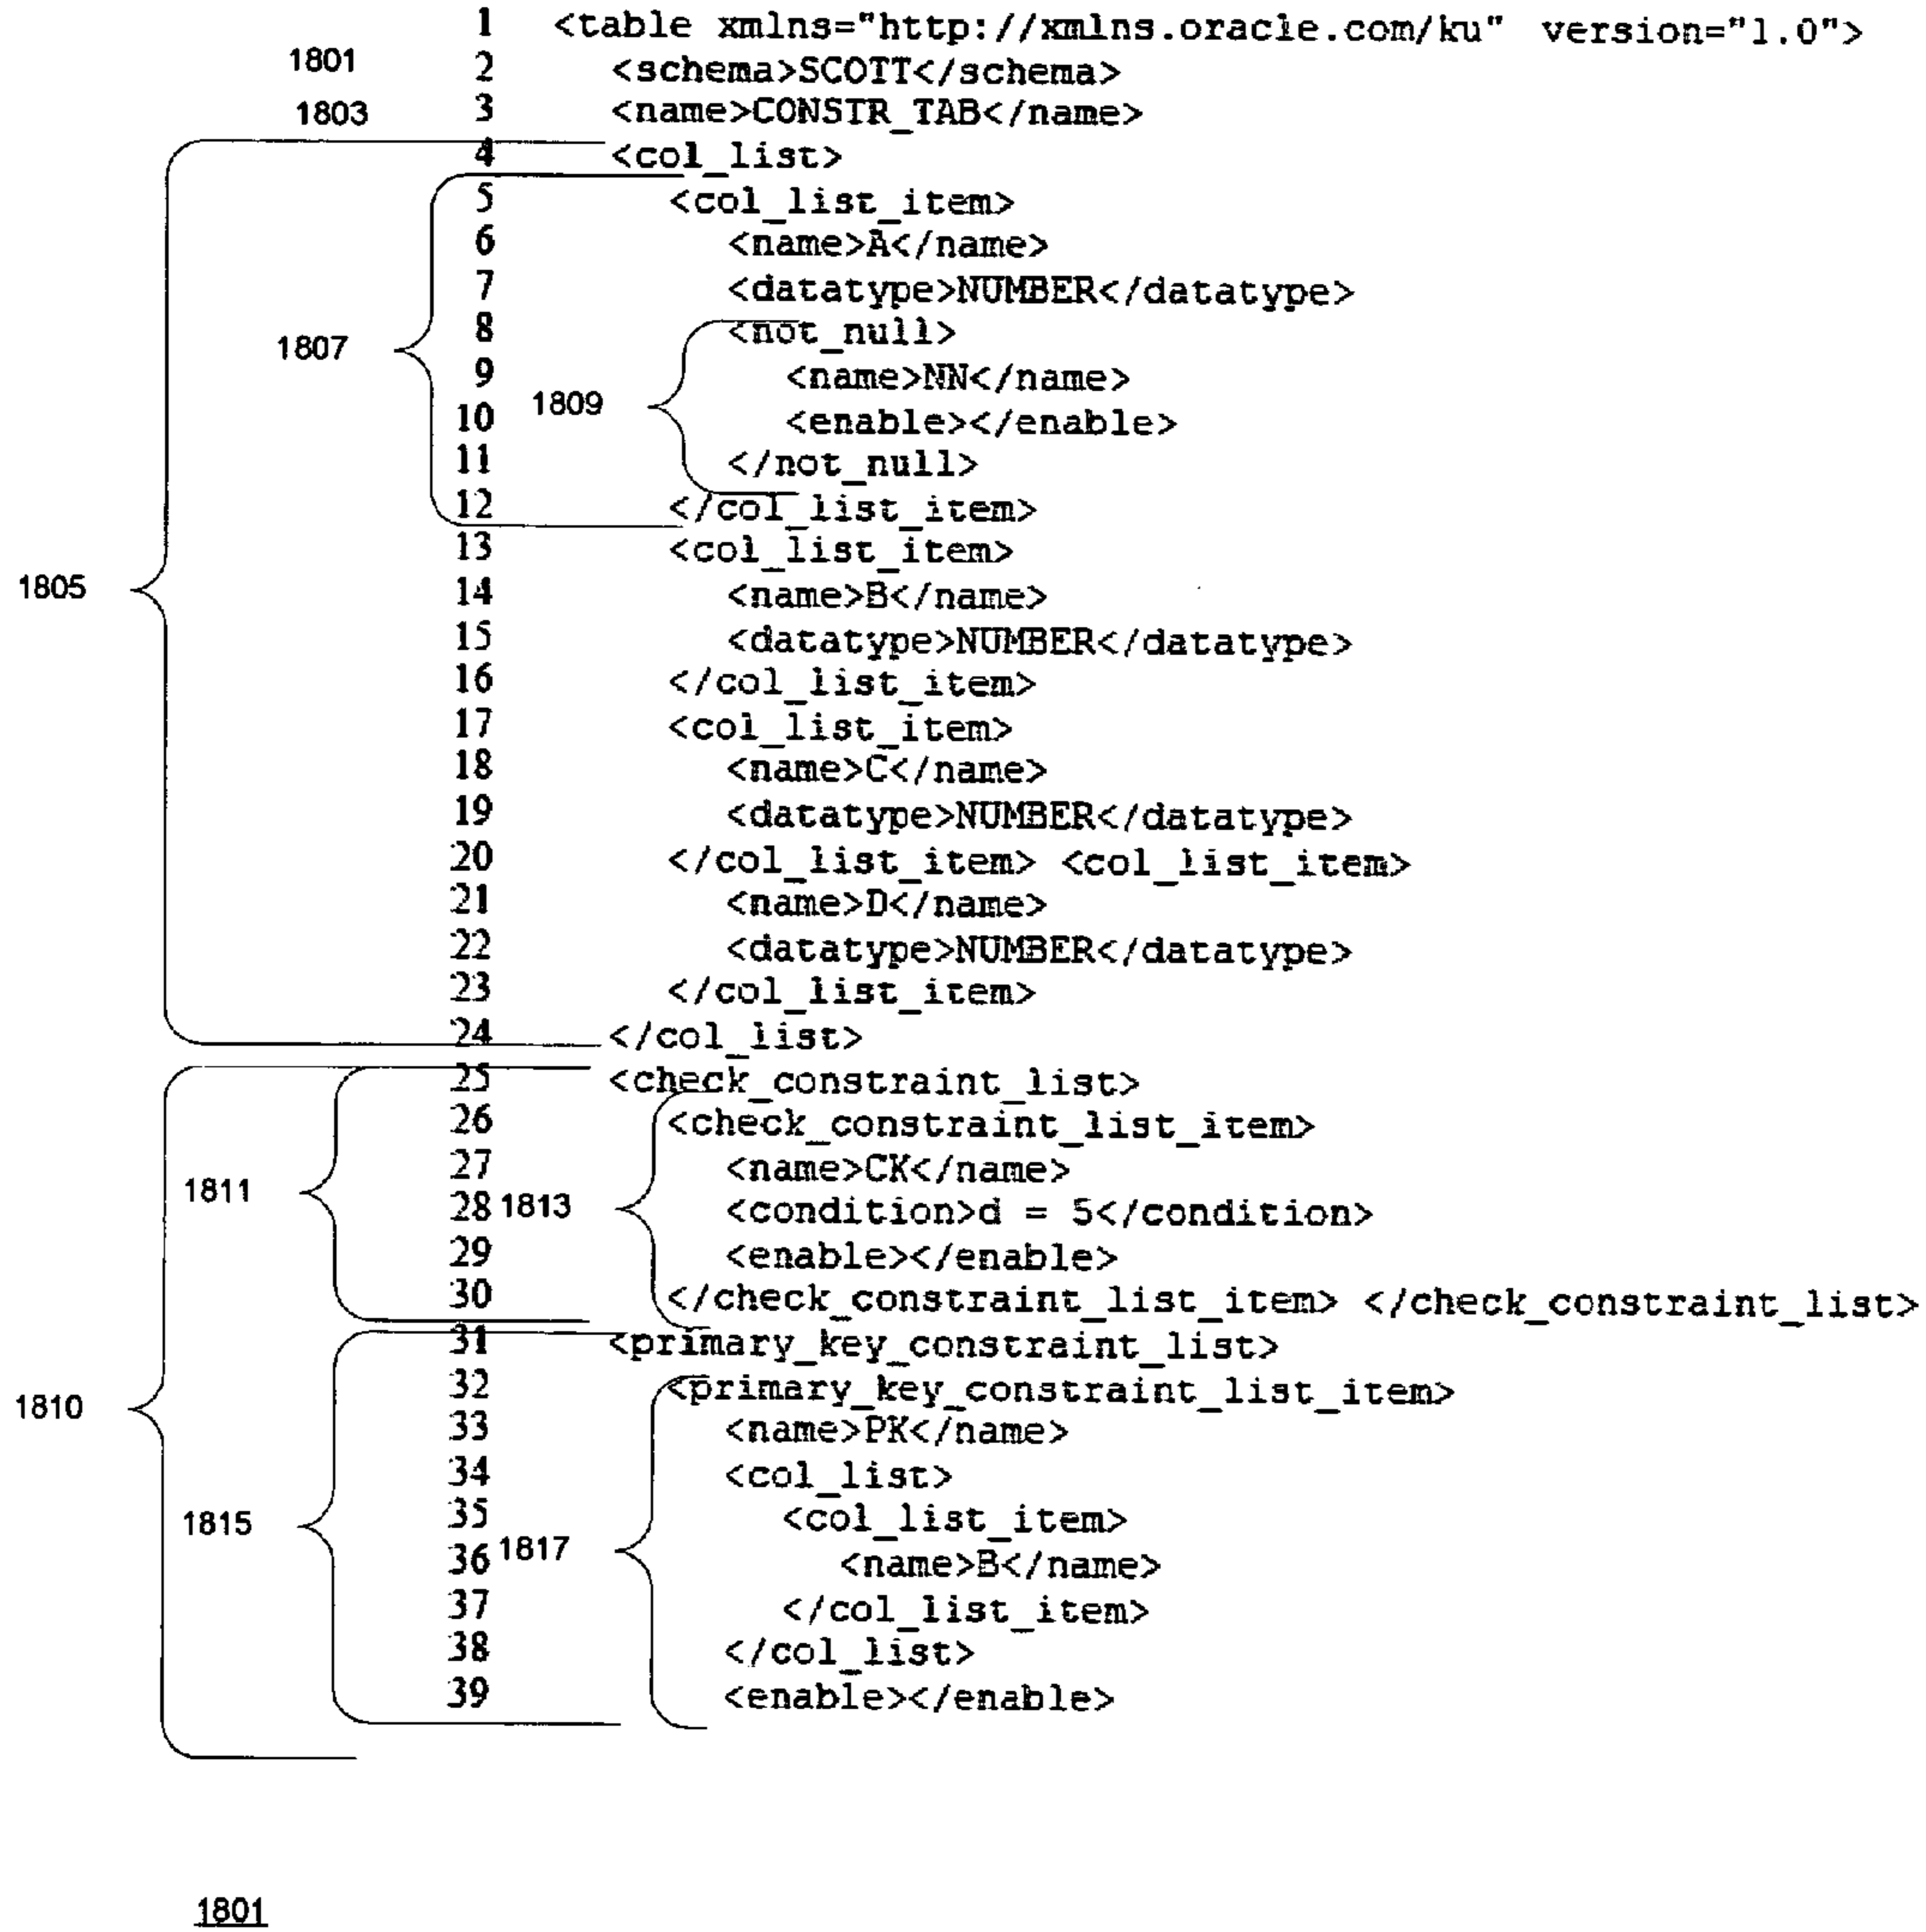 1 <table xmlns="http://xmlns.oracle.com/ku" version="1.0">
1801 2 <schema>SCOTT</schema>
1803 3 <name>CONSTR_TAB</name>
4 <col_list>
5 <col_list_item>
6 <name>A</name>
7 <datatype>NUMBER</datatype>
1807 8 <not_null>
9 <name>NN</name>
1809 10 <enable></enable>
11 </not_null>
12 </col_list_item>
13 <col_list_item>
1805 14 <name>B</name>
15 <datatype>NUMBER</datatype>
16 </col_list_item>
17 <col_list_item>
18 <name>C</name>
19 <datatype>NUMBER</datatype>
20 </col_list_item> <col_list_item>
21 <name>D</name>
22 <datatype>NUMBER</datatype>
23 </col_list_item>
24 </col_list>
25 <check_constraint_list>
26 <check_constraint_list_item>
27 <name>CK</name>
1811 28 1813 <condition>d = 5</condition>
29 <enable></enable>
30 </check_constraint_list_item> </check_constraint_list>
31 <primary_key_constraint_list>
1810 32 <primary_key_constraint_list_item>
33 <name>PK</name>
34 <col_list>
1815 35 <col_list_item>
36 1817 <name>B</name>
37 </col_list_item>
38 </col_list>
39 <enable></enable>
1801